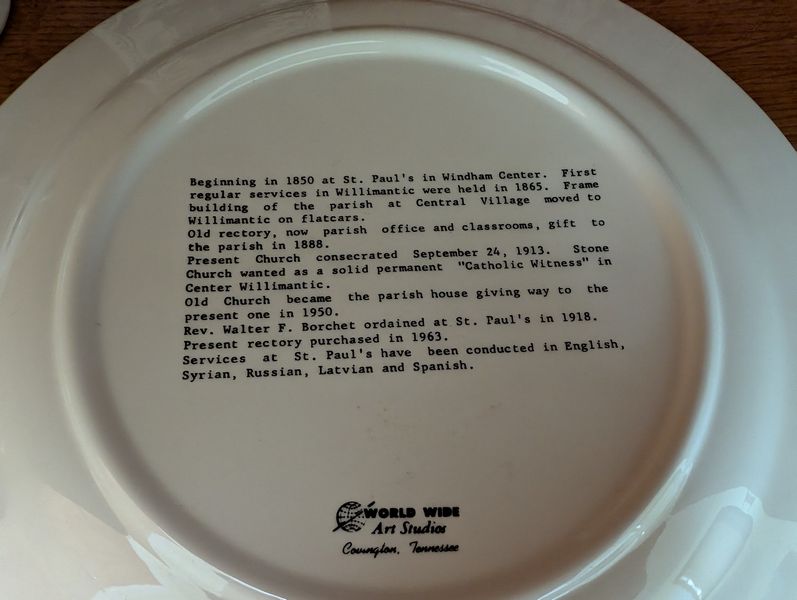 Beginning in 1850 at St. Paul's in Windham Center. First
regular services in Willimantic were held in 1865. Frame
building of the parish at Central Village moved to
Willimantic on flatcars.
Old rectory, now parish office and classrooms, gift to
the parish in 1888.
Present Church consecrated September 24, 1913. Stone
Church wanted as a solid permanent "Catholic Witness" in
Center Willimantic.
Old Church became the parish house giving way to the
present one in 1950.
Rev. Walter F. Borchet ordained at St. Paul's in 1918.
Present rectory purchased in 1963.
Services at St. Paul's have been conducted in English,
Syrian, Russian, Latvian and Spanish.
WORLD WIDE
Art Studios
Covington, Tennessee